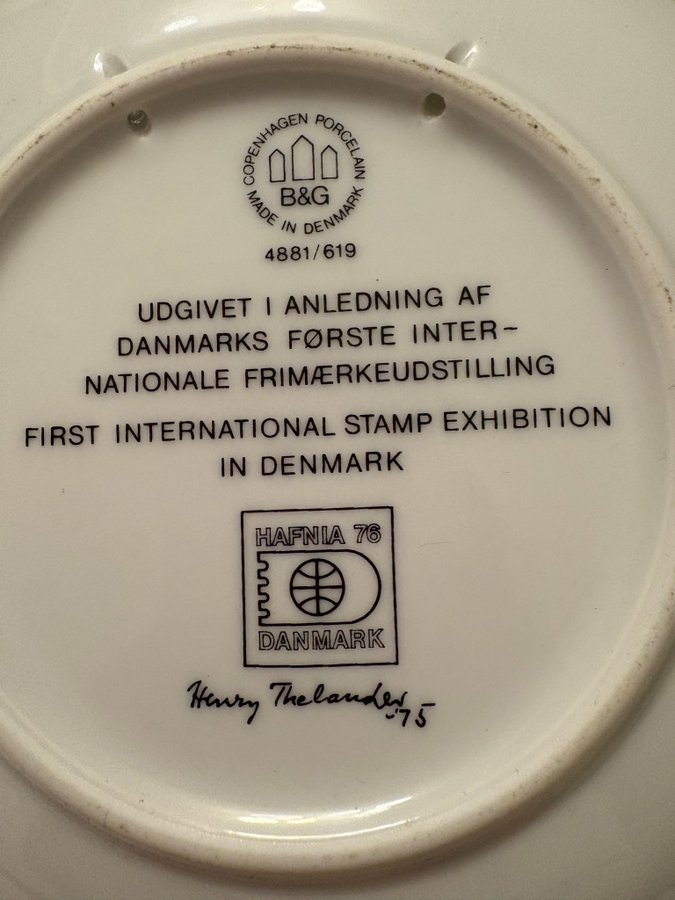 COPENHAGEN PORCELAIN
B&G
MADE IN DENMARK
4881/619
UDGIVET I ANLEDNING AF
DANMARKS FØRSTE INTER-
NATIONALE FRIMÆRKEUDSTILLING
FIRST INTERNATIONAL STAMP EXHIBITION
IN DENMARK
HAFNIA 76
DANMARK
Henry Thelander -75